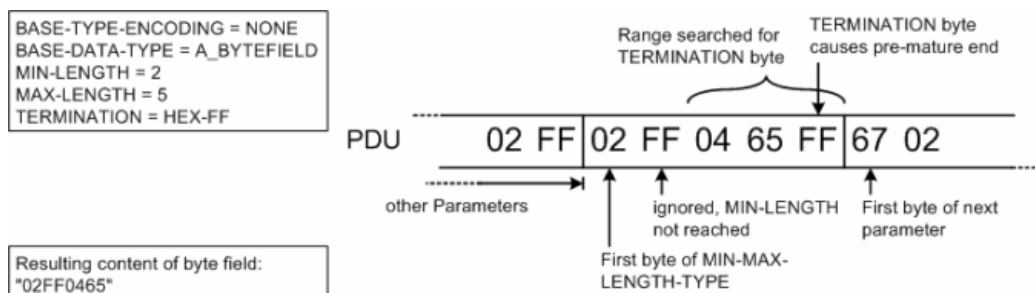 BASE-TYPE-ENCODING = NONE
BASE-DATA-TYPE = A_BYTEFIELD
MIN-LENGTH = 2
MAX-LENGTH = 5
TERMINATION = HEX-FF
Range searched for
TERMINATION byte
TERMINATION byte
causes pre-mature end
PDU
02 FF 02 FF 04 65 FF 67 02
other Parameters
ignored, MIN-LENGTH
not reached
First byte of next
parameter
First byte of MIN-MAX-
LENGTH-TYPE
Resulting content of byte field:
"02FF0465"